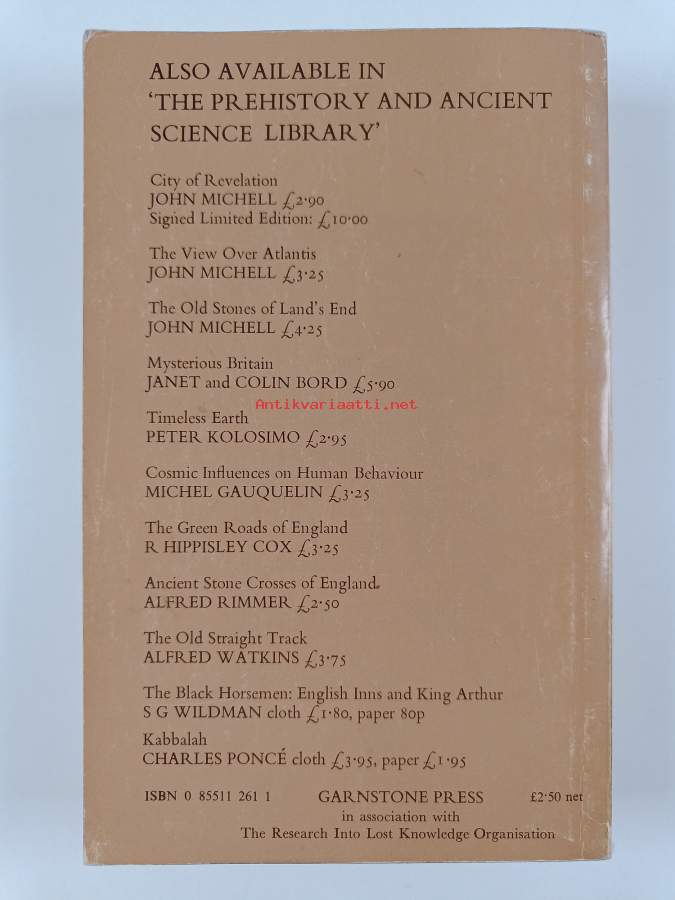 ALSO AVAILABLE IN
‘THE PREHISTORY AND ANCIENT
SCIENCE LIBRARY’
City of Revelation
JOHN MICHELL £2·90
Signed Limited Edition: £10·00
The View Over Atlantis
JOHN MICHELL £3·25
The Old Stones of Land's End
JOHN MICHELL £4·25
Mysterious Britain
JANET and COLIN BORD £5·90
Antikvariaatti.net
Timeless Earth
PETER KOLOSIMO £2·95
Cosmic Influences on Human Behaviour
MICHEL GAUQUELIN £3·25
The Green Roads of England
R HIPPISLEY COX £3·25
Ancient Stone Crosses of England
ALFRED RIMMER £2·50
The Old Straight Track
ALFRED WATKINS £3·75
The Black Horsemen: English Inns and King Arthur
S G WILDMAN cloth £1·80, paper 80p
Kabbalah
CHARLES PONCÉ cloth £3·95, paper £1·95
ISBN 0 85511 261 1 GARNSTONE PRESS £2·50 net
in association with
The Research Into Lost Knowledge Organisation